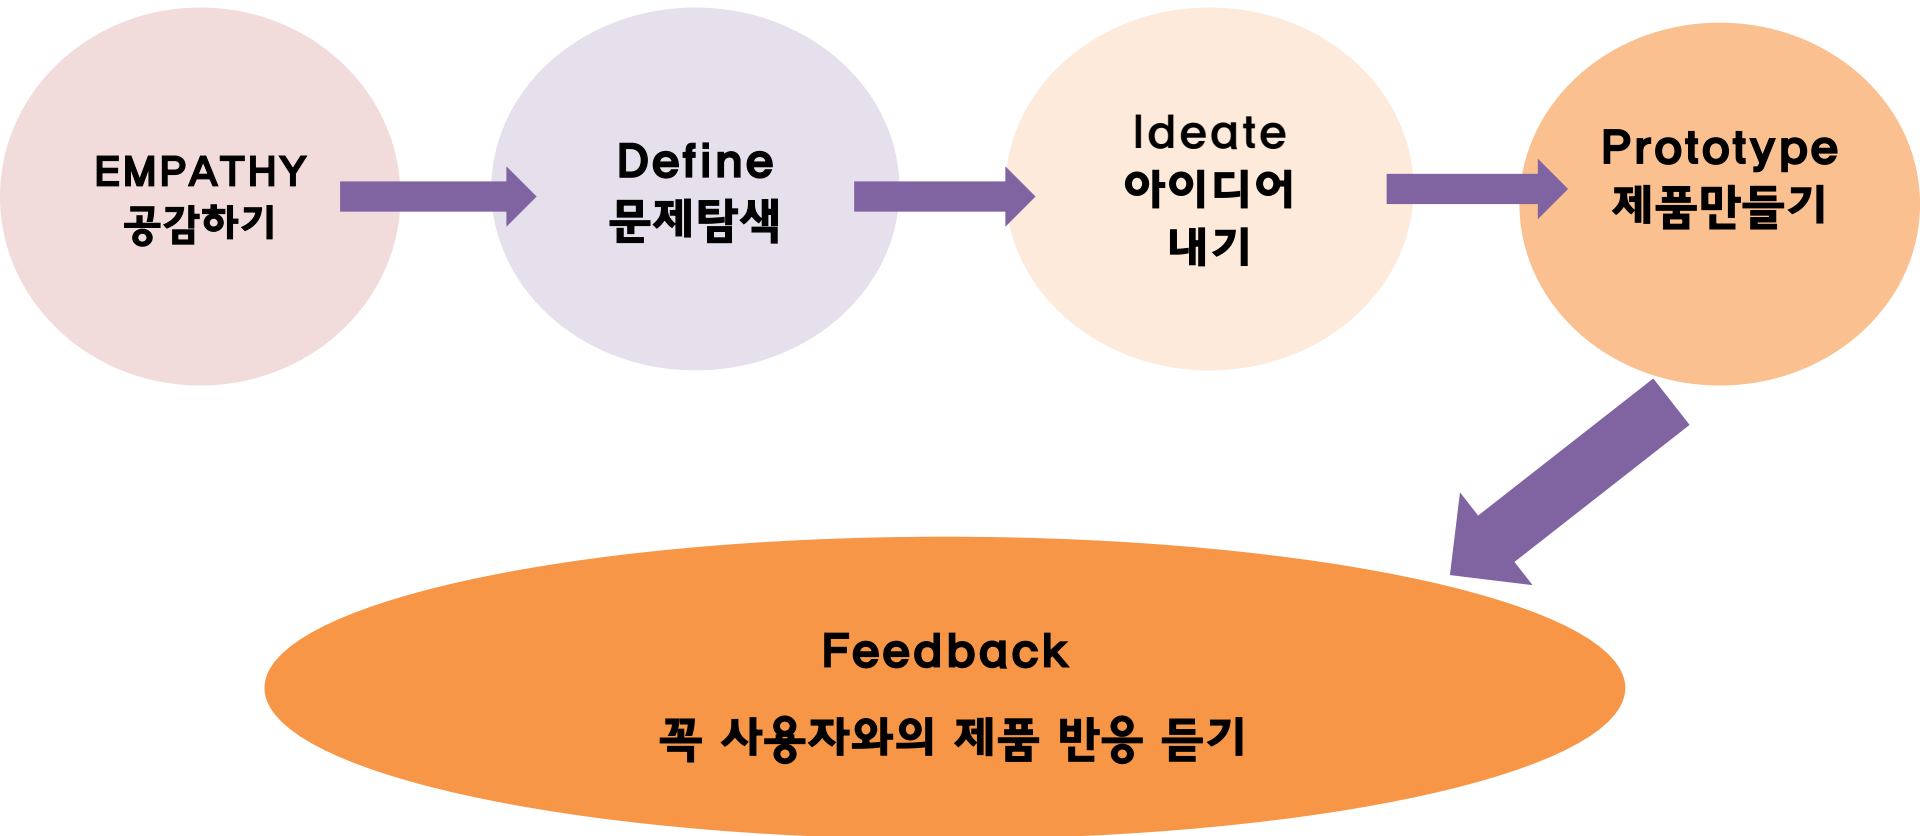 EMPATHY
공감하기
Define
문제탐색
Ideate
아이디어
내기
Prototype
제품만들기
Feedback
꼭 사용자와의 제품 반응 듣기